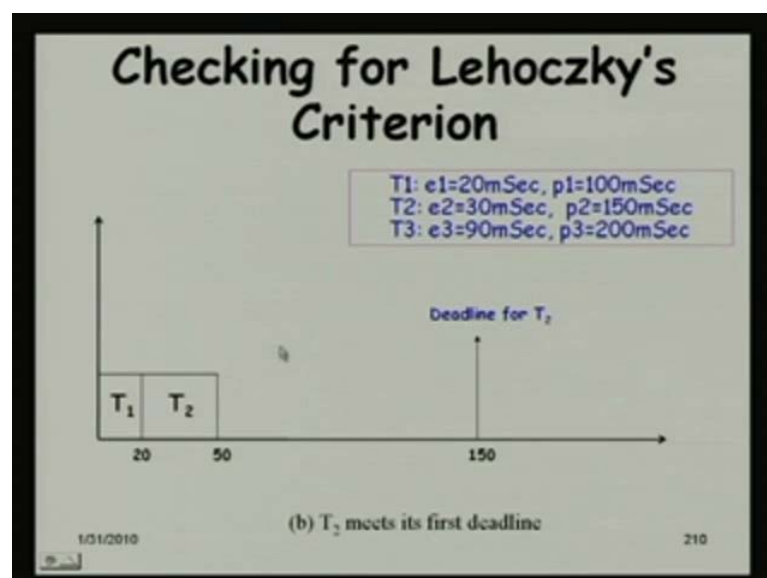 Checking for Lehoczky's
Criterion
T1: e1=20mSec, p1=100mSec
T2: e2=30mSec, p2=150mSec
T3: e3=90mSec, p3=200mSec
Deadline for T₂
T₁ T₂
20 50 150
(b) T₂ meets its first deadline
1/31/2010 210